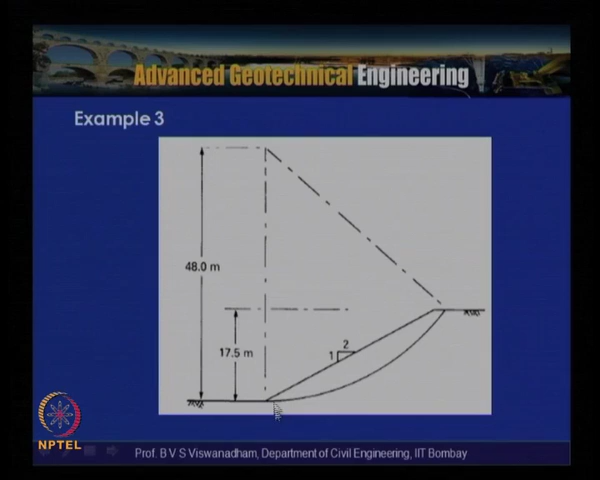 Advanced Geotechnical Engineering
Example 3
48.0 m
2
1
17.5 m
NPTEL
Prof. B V S Viswanadham, Department of Civil Engineering, IIT Bombay